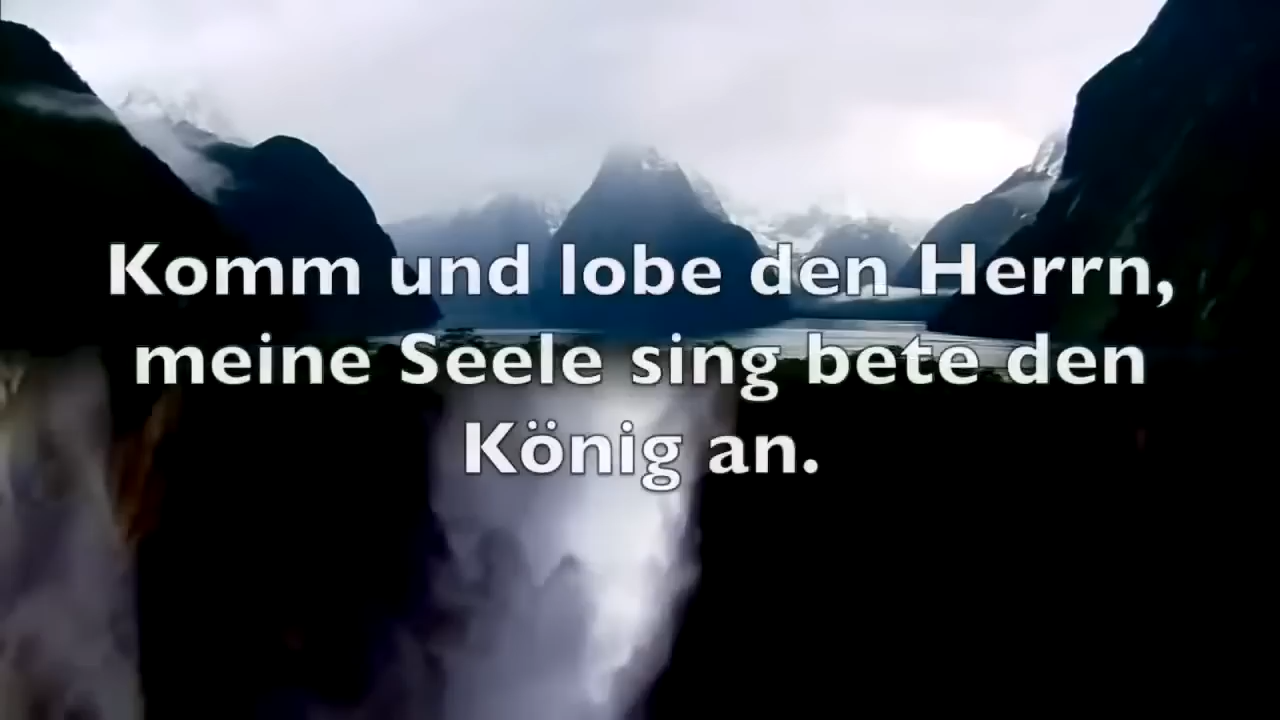 Komm und lobe den Herrn,
meine Seele sing bete den
König an.